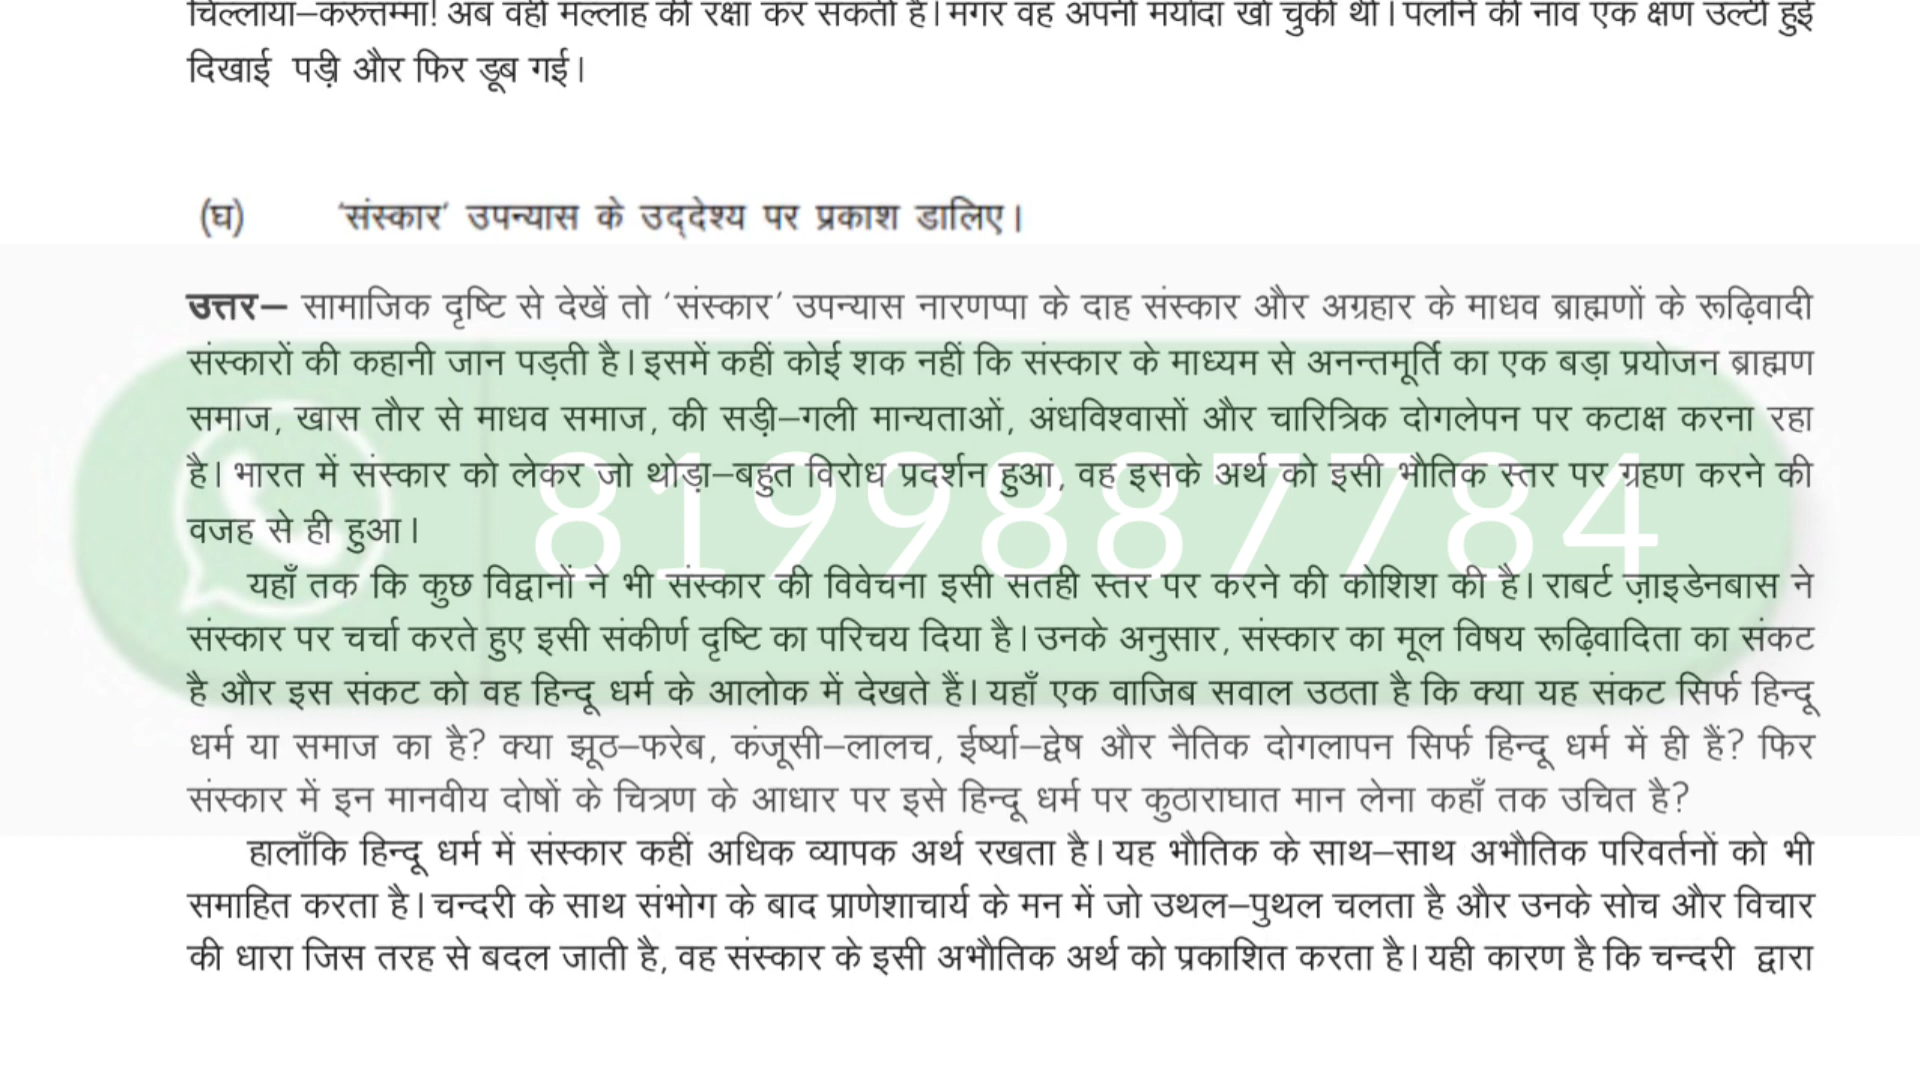 चिल्लाया–करुत्तम्मा! अब वही मल्लाह की रक्षा कर सकती है। मगर वह अपनी मर्यादा खो चुकी थी। पलनि की नाव एक क्षण उल्टी हुई
दिखाई पड़ी और फिर डूब गई।
(घ) 'संस्कार' उपन्यास के उद्देश्य पर प्रकाश डालिए।
उत्तर– सामाजिक दृष्टि से देखें तो 'संस्कार' उपन्यास नारणप्पा के दाह संस्कार और अग्रहार के माधव ब्राह्मणों के रूढ़िवादी
संस्कारों की कहानी जान पड़ती है। इसमें कहीं कोई शक नहीं कि संस्कार के माध्यम से अनन्तमूर्ति का एक बड़ा प्रयोजन ब्राह्मण
समाज, खास तौर से माधव समाज, की सड़ी–गली मान्यताओं, अंधविश्वासों और चारित्रिक दोगलेपन पर कटाक्ष करना रहा
है। भारत में संस्कार को लेकर जो थोड़ा–बहुत विरोध प्रदर्शन हुआ, वह इसके अर्थ को इसी भौतिक स्तर पर ग्रहण करने की
वजह से ही हुआ।
8199887784
यहाँ तक कि कुछ विद्वानों ने भी संस्कार की विवेचना इसी सतही स्तर पर करने की कोशिश की है। राबर्ट ज़ाइडेनबास ने
संस्कार पर चर्चा करते हुए इसी संकीर्ण दृष्टि का परिचय दिया है। उनके अनुसार, संस्कार का मूल विषय रूढ़िवादिता का संकट
है और इस संकट को वह हिन्दू धर्म के आलोक में देखते हैं। यहाँ एक वाजिब सवाल उठता है कि क्या यह संकट सिर्फ हिन्दू
धर्म या समाज का है? क्या झूठ–फरेब, कंजूसी–लालच, ईर्ष्या–द्वेष और नैतिक दोगलापन सिर्फ हिन्दू धर्म में ही हैं? फिर
संस्कार में इन मानवीय दोषों के चित्रण के आधार पर इसे हिन्दू धर्म पर कुठाराघात मान लेना कहाँ तक उचित है?
हालाँकि हिन्दू धर्म में संस्कार कहीं अधिक व्यापक अर्थ रखता है। यह भौतिक के साथ–साथ अभौतिक परिवर्तनों को भी
समाहित करता है। चन्दरी के साथ संभोग के बाद प्राणेशाचार्य के मन में जो उथल–पुथल चलता है और उनके सोच और विचार
की धारा जिस तरह से बदल जाती है, वह संस्कार के इसी अभौतिक अर्थ को प्रकाशित करता है। यही कारण है कि चन्दरी द्वारा